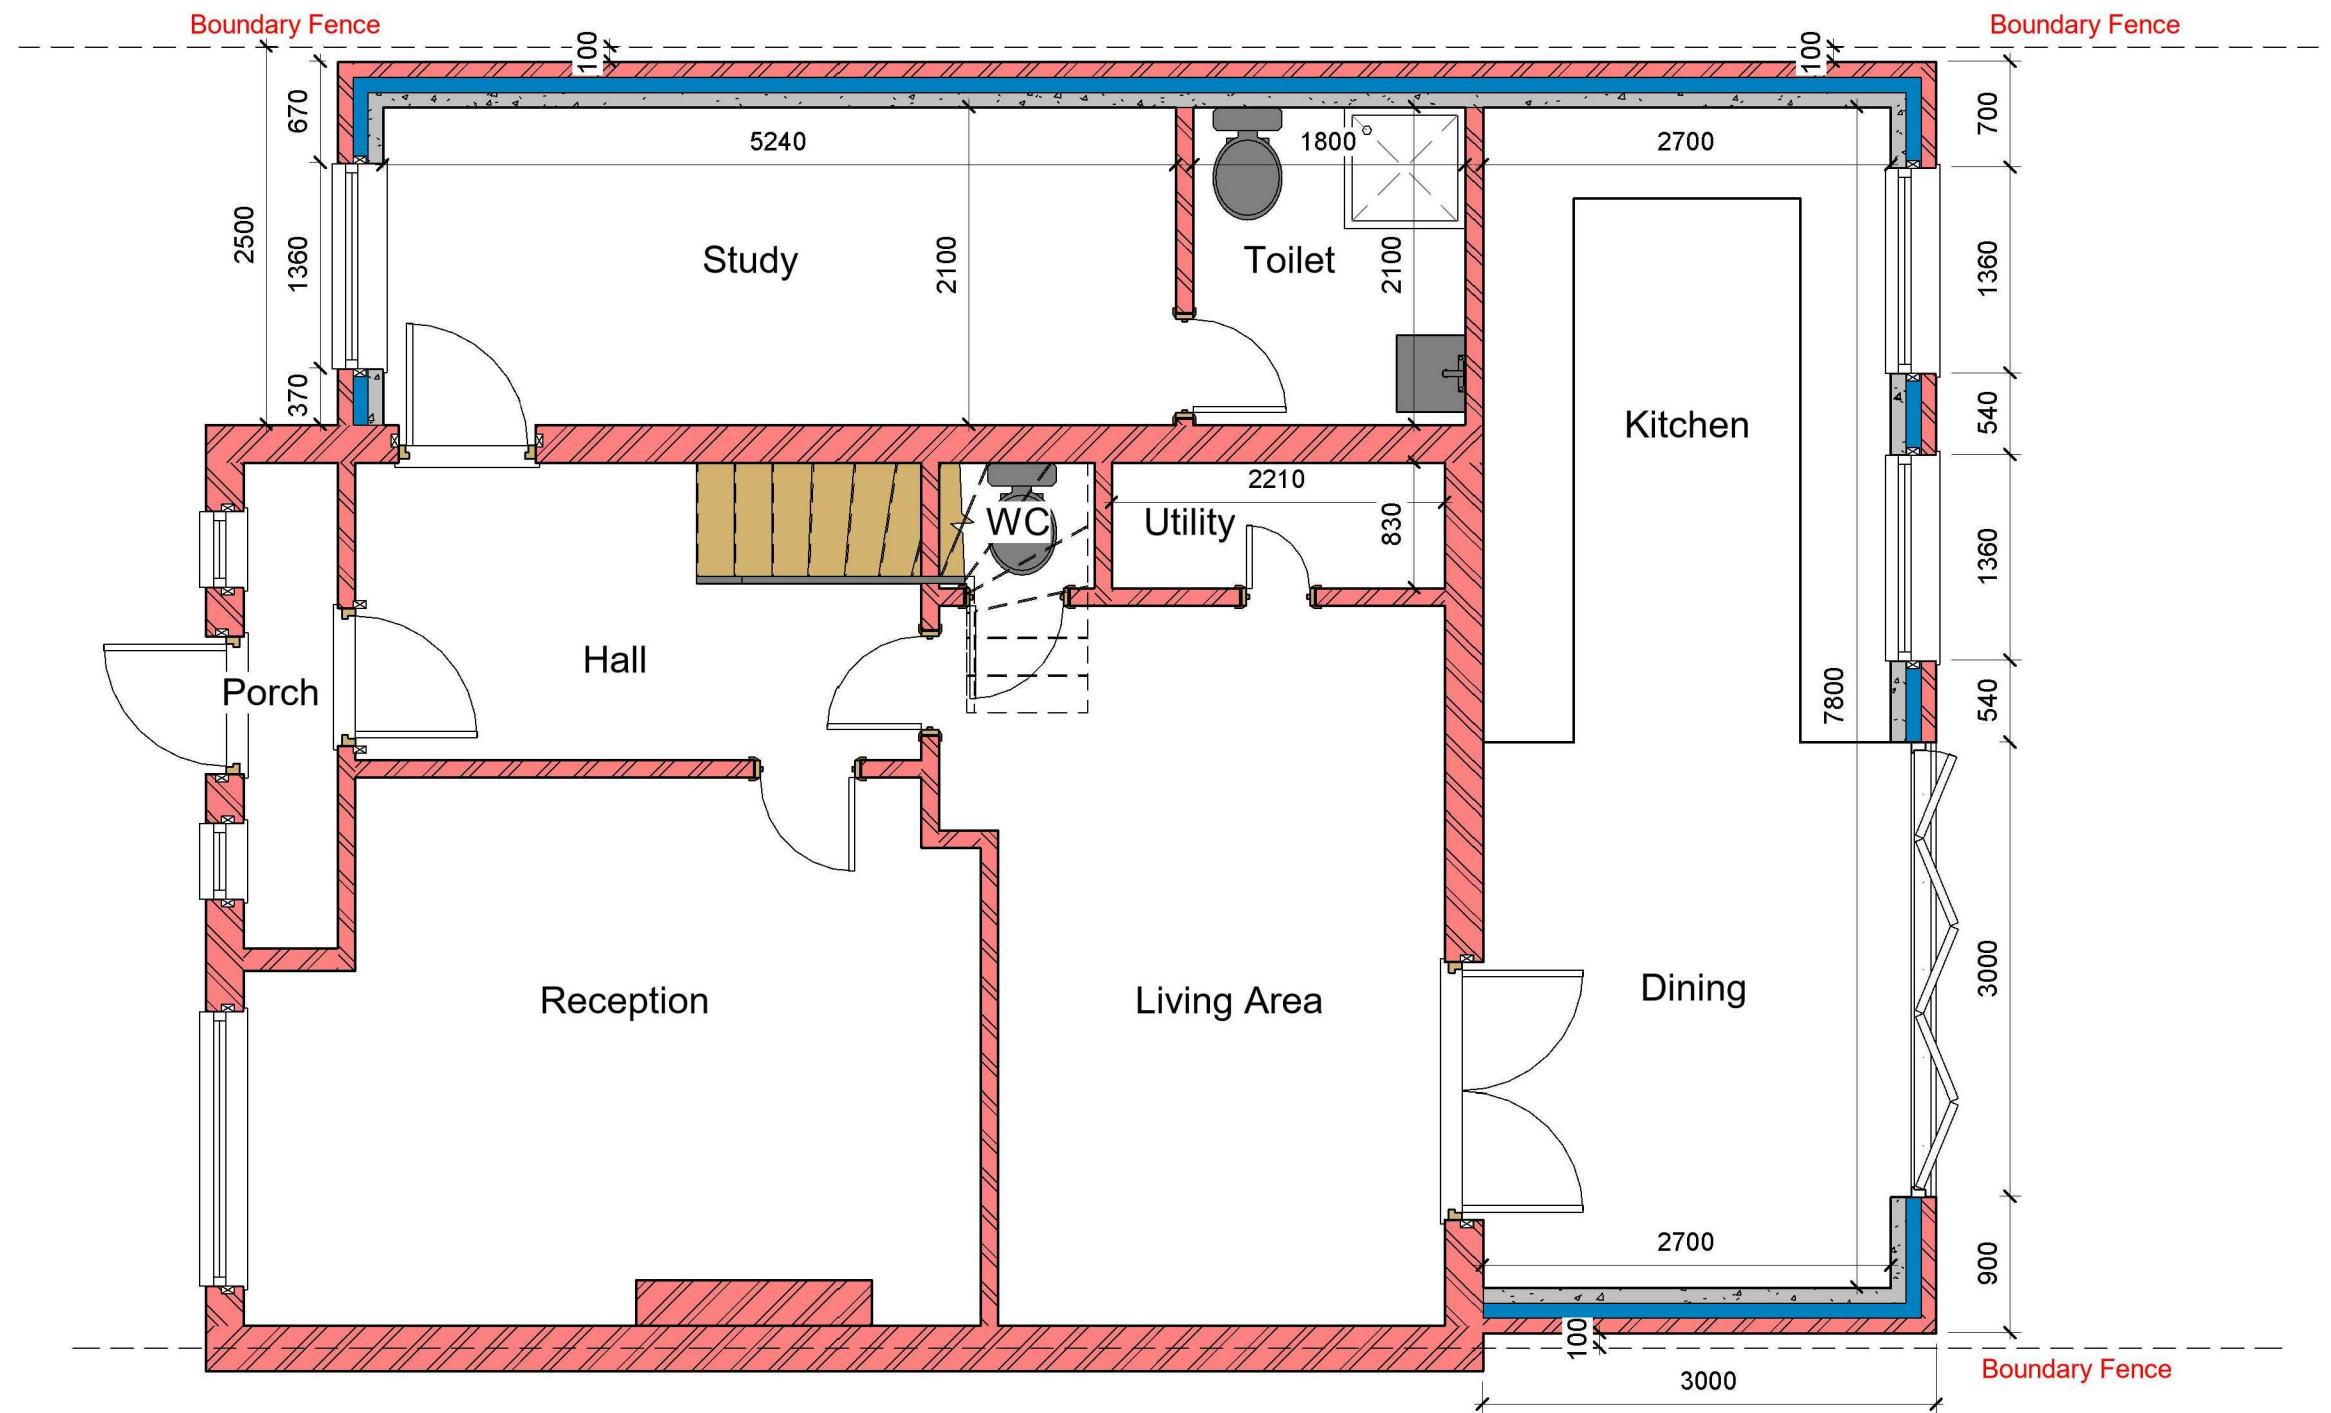 Boundary Fence
Boundary Fence
100
100
670
700
5240
1800
2700
2500
1360
Study
2100
Toilet
2100
1360
370
Kitchen
540
2210
WC
Utility
830
1360
Hall
Porch
7800
540
Reception
Living Area
Dining
3000
2700
900
100
Boundary Fence
3000